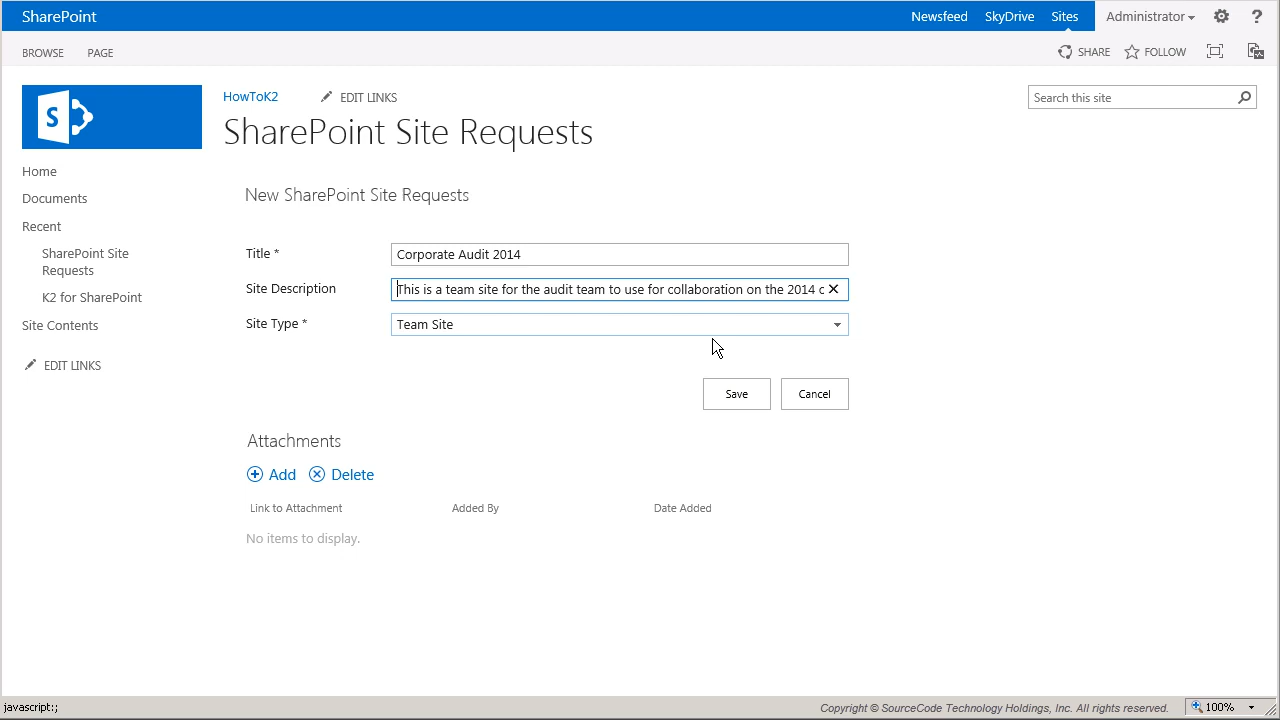 SharePoint
Newsfeed SkyDrive Sites Administrator ?
BROWSE PAGE
SHARE FOLLOW
S
HowToK2 EDIT LINKS
Search this site
SharePoint Site Requests
Home
Documents
Recent
SharePoint Site
Requests
K2 for SharePoint
Site Contents
EDIT LINKS
New SharePoint Site Requests
Title * Corporate Audit 2014
Site Description This is a team site for the audit team to use for collaboration on the 2014 c
Site Type * Team Site
Save Cancel
Attachments
Add Delete
Link to Attachment Added By Date Added
No items to display.
javascript:; Copyright © SourceCode Technology Holdings, Inc. All rights reserved. 100%